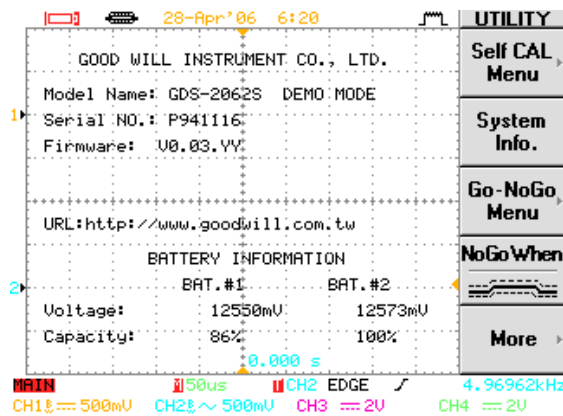 28-Apr'06 6:20
UTILITY
GOOD WILL INSTRUMENT CO., LTD.
Model Name: GDS-2062S DEMO MODE
Serial NO.: P941116
Firmware: V0.03.YY
URL:http://www.goodwill.com.tw
BATTERY INFORMATION
BAT.#1 BAT.#2
Voltage: 12550mV 12573mV
Capacity: 86% 100%
0.000 s
1
2
Self CAL
Menu
System
Info.
Go-NoGo
Menu
NoGo When
More
MAIN M 50us T CH2 EDGE 4.96962kHz
CH1 500mV CH2 ~ 500mV CH3 2V CH4 2V